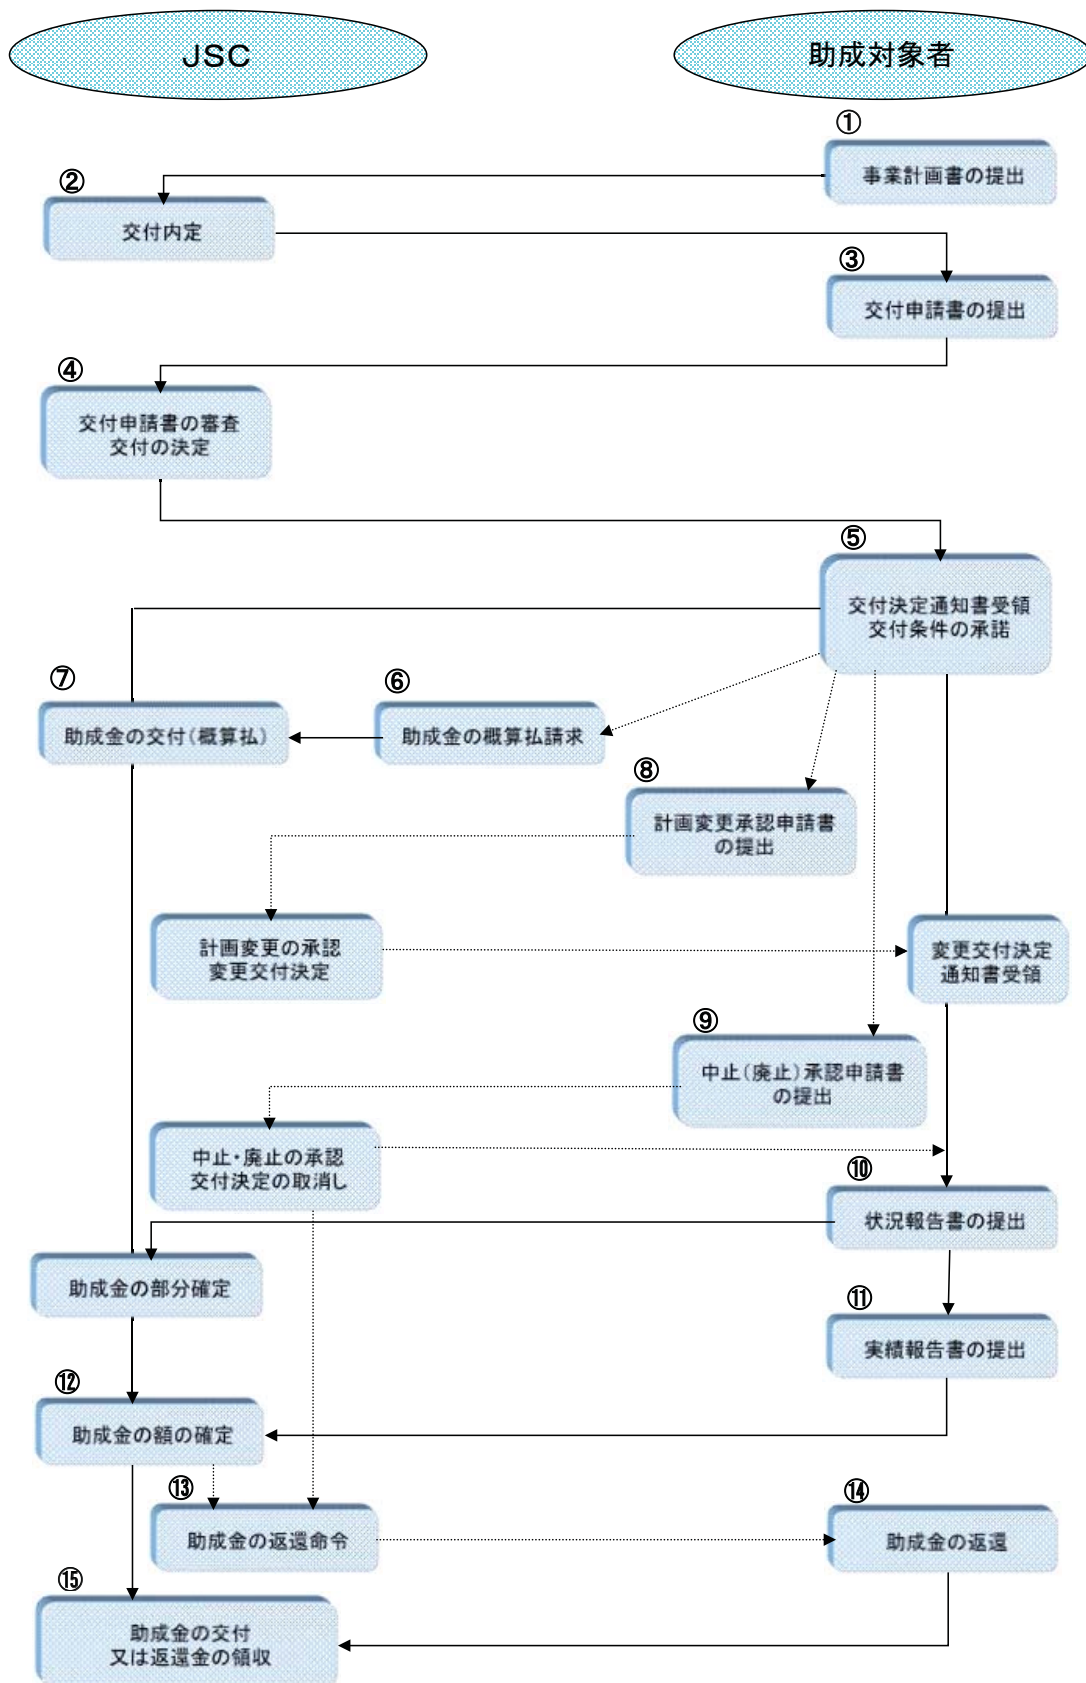 JSC
助成対象者
①
事業計画書の提出
②
交付内定
③
交付申請書の提出
④
交付申請書の審査
交付の決定
⑤
交付決定通知書受領
交付条件の承諾
⑦
助成金の交付(概算払)
⑥
助成金の概算払請求
⑧
計画変更承認申請書
の提出
計画変更の承認
変更交付決定
変更交付決定
通知書受領
⑨
中止(廃止)承認申請書
の提出
中止・廃止の承認
交付決定の取消し
⑩
状況報告書の提出
助成金の部分確定
⑪
実績報告書の提出
⑫
助成金の額の確定
⑬
助成金の返還命令
⑭
助成金の返還
⑮
助成金の交付
又は返還金の領収